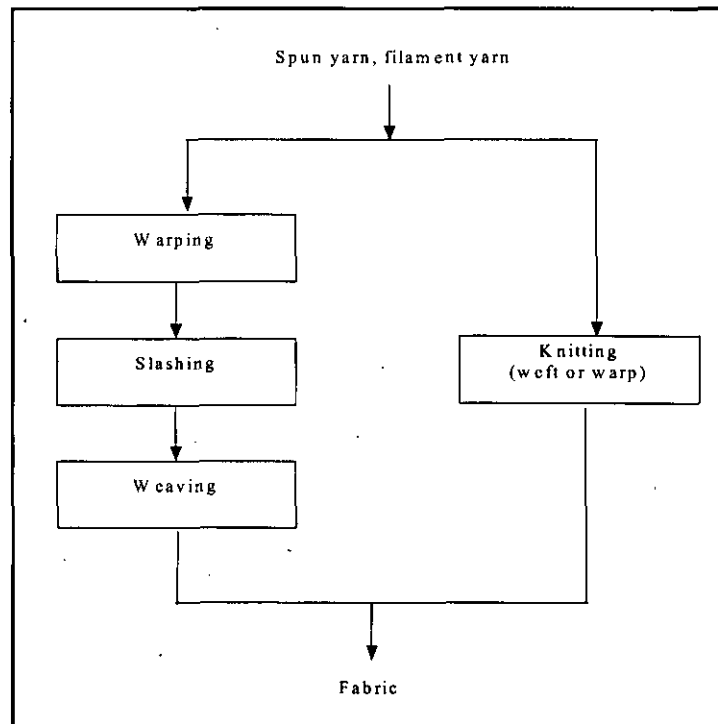 Spun yarn, filament yarn
Warping
Slashing
Knitting
(weft or warp)
Weaving
Fabric